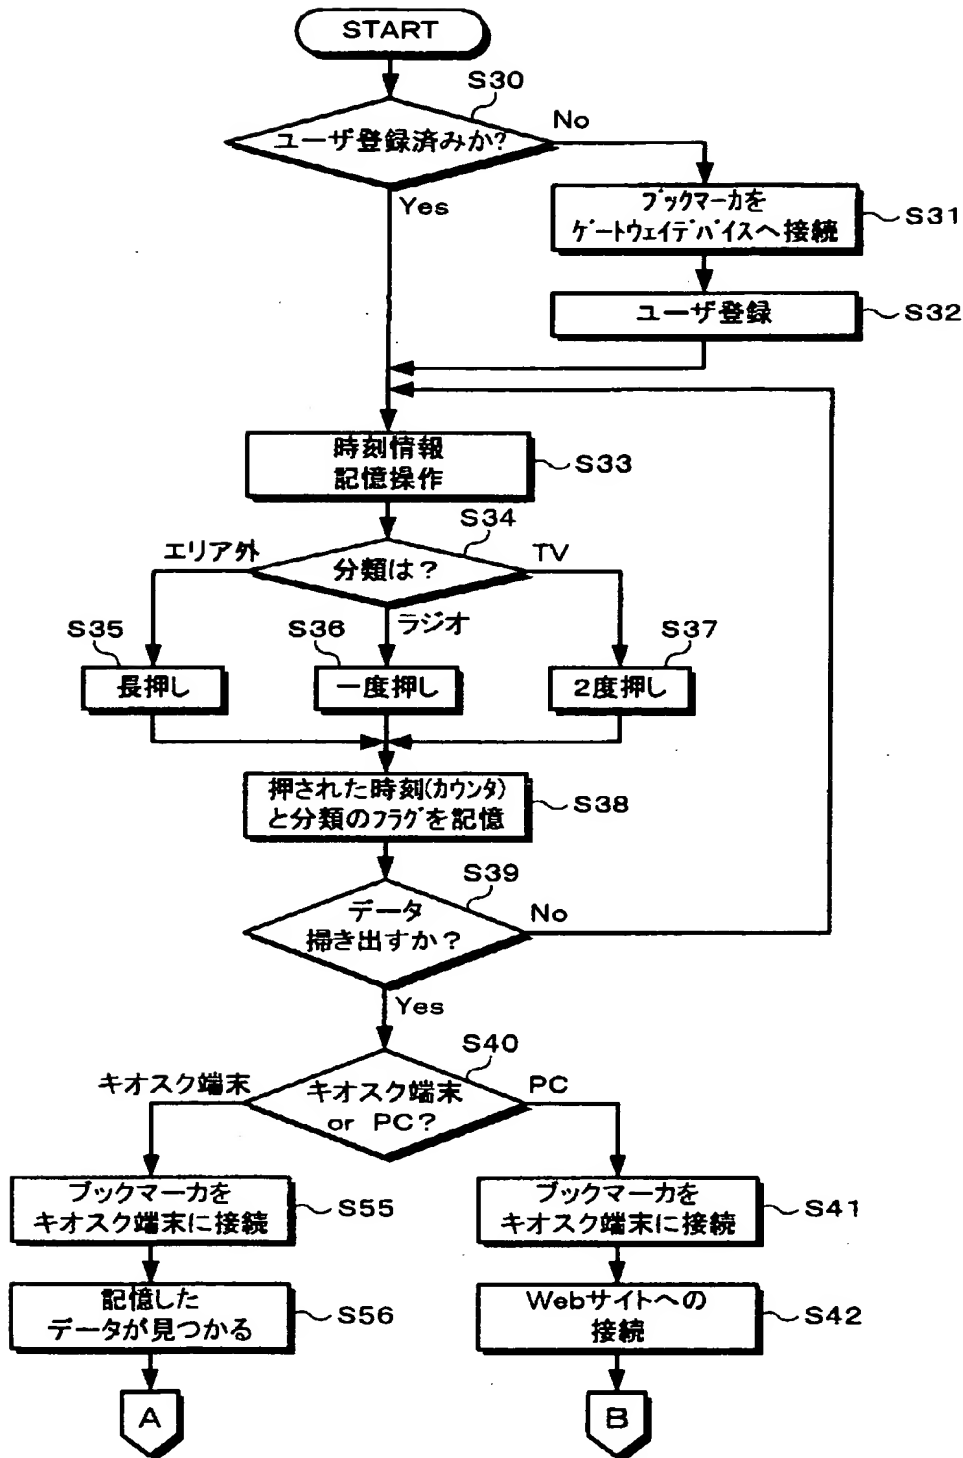 START
S30
ユーザ登録済みか?
No
Yes
ブックマーカを
ゲートウェイデバイスへ接続
S31
ユーザ登録
S32
時刻情報
記憶操作
S33
S34
エリア外
分類は?
TV
ラジオ
S35
S36
S37
長押し
一度押し
2度押し
押された時刻(カウンタ)
と分類のフラグを記憶
S38
S39
データ
掃き出すか?
No
Yes
S40
キオスク端末
キオスク端末
or PC?
PC
ブックマーカを
キオスク端末に接続
S55
ブックマーカを
キオスク端末に接続
S41
記憶した
データが見つかる
S56
Webサイトへの
接続
S42
A
B